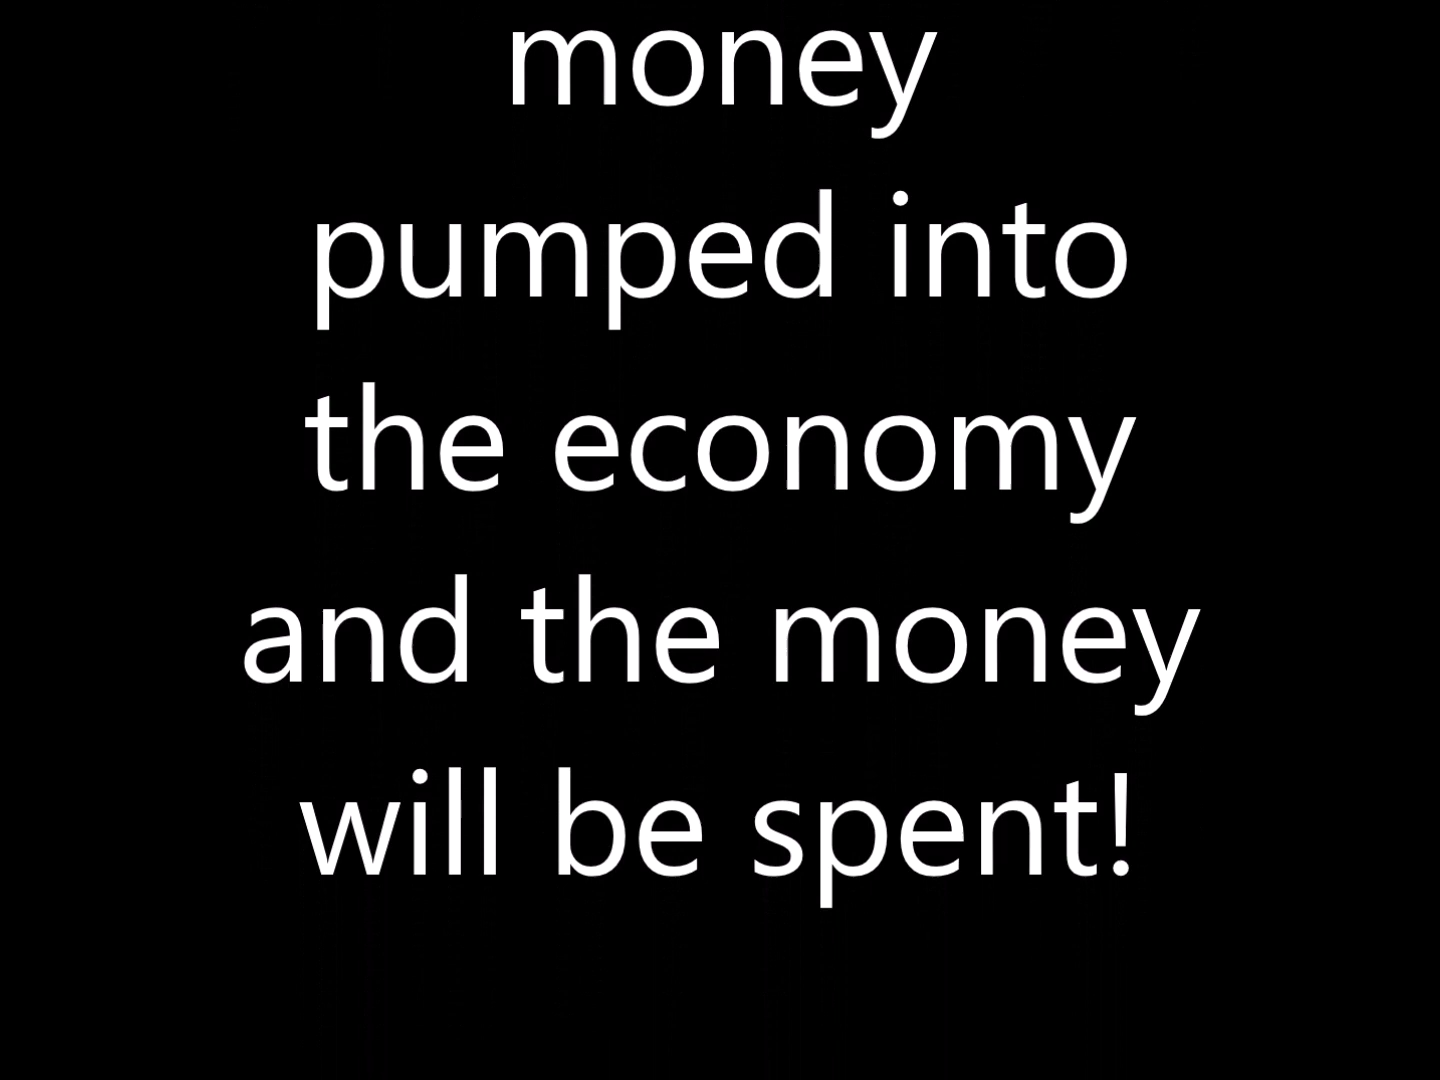 money
pumped into
the economy
and the money
will be spent!